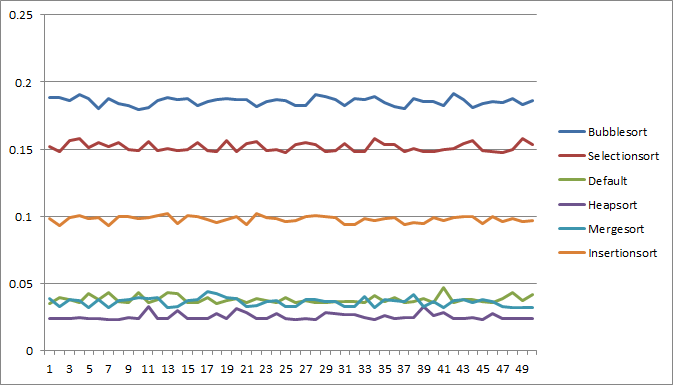 0.25
0.2
0.15
0.1
0.05
0
1 3 5 7 9 11 13 15 17 19 21 23 25 27 29 31 33 35 37 39 41 43 45 47 49
Bubblesort
Selectionsort
Default
Heapsort
Mergesort
Insertionsort